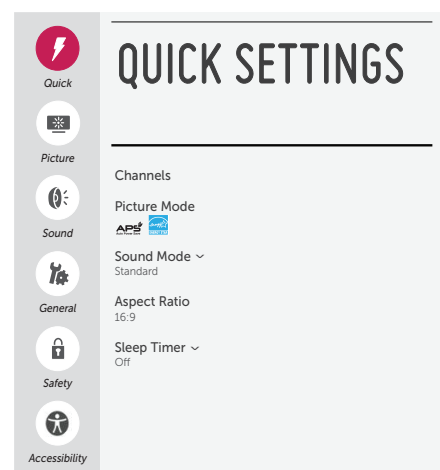 Quick
Picture
Sound
General
Safety
Accessibility
QUICK SETTINGS
Channels
Picture Mode
APS
Sound Mode
Standard
Aspect Ratio
16:9
Sleep Timer
Off